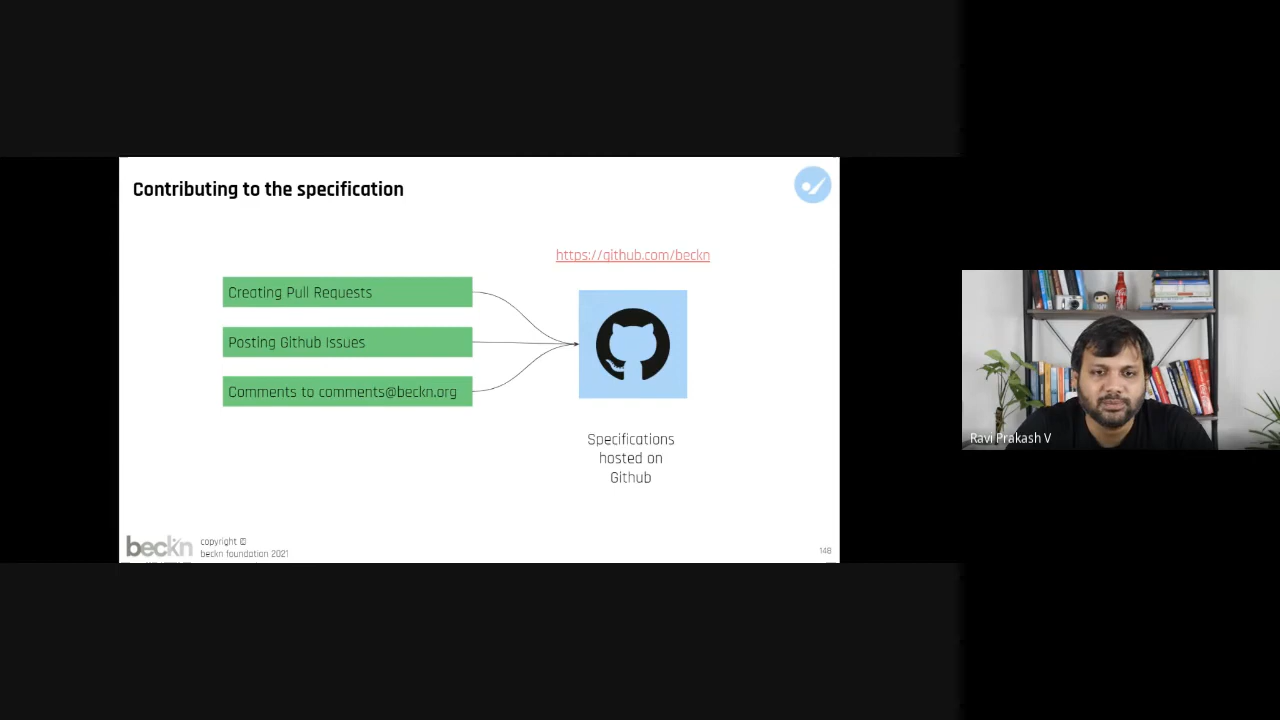 Contributing to the specification
https://github.com/beckn
Creating Pull Requests
Posting Github Issues
Comments to comments@beckn.org
Specifications
hosted on
Github
beckn
copyright ©
beckn foundation 2021
148
Ravi Prakash V